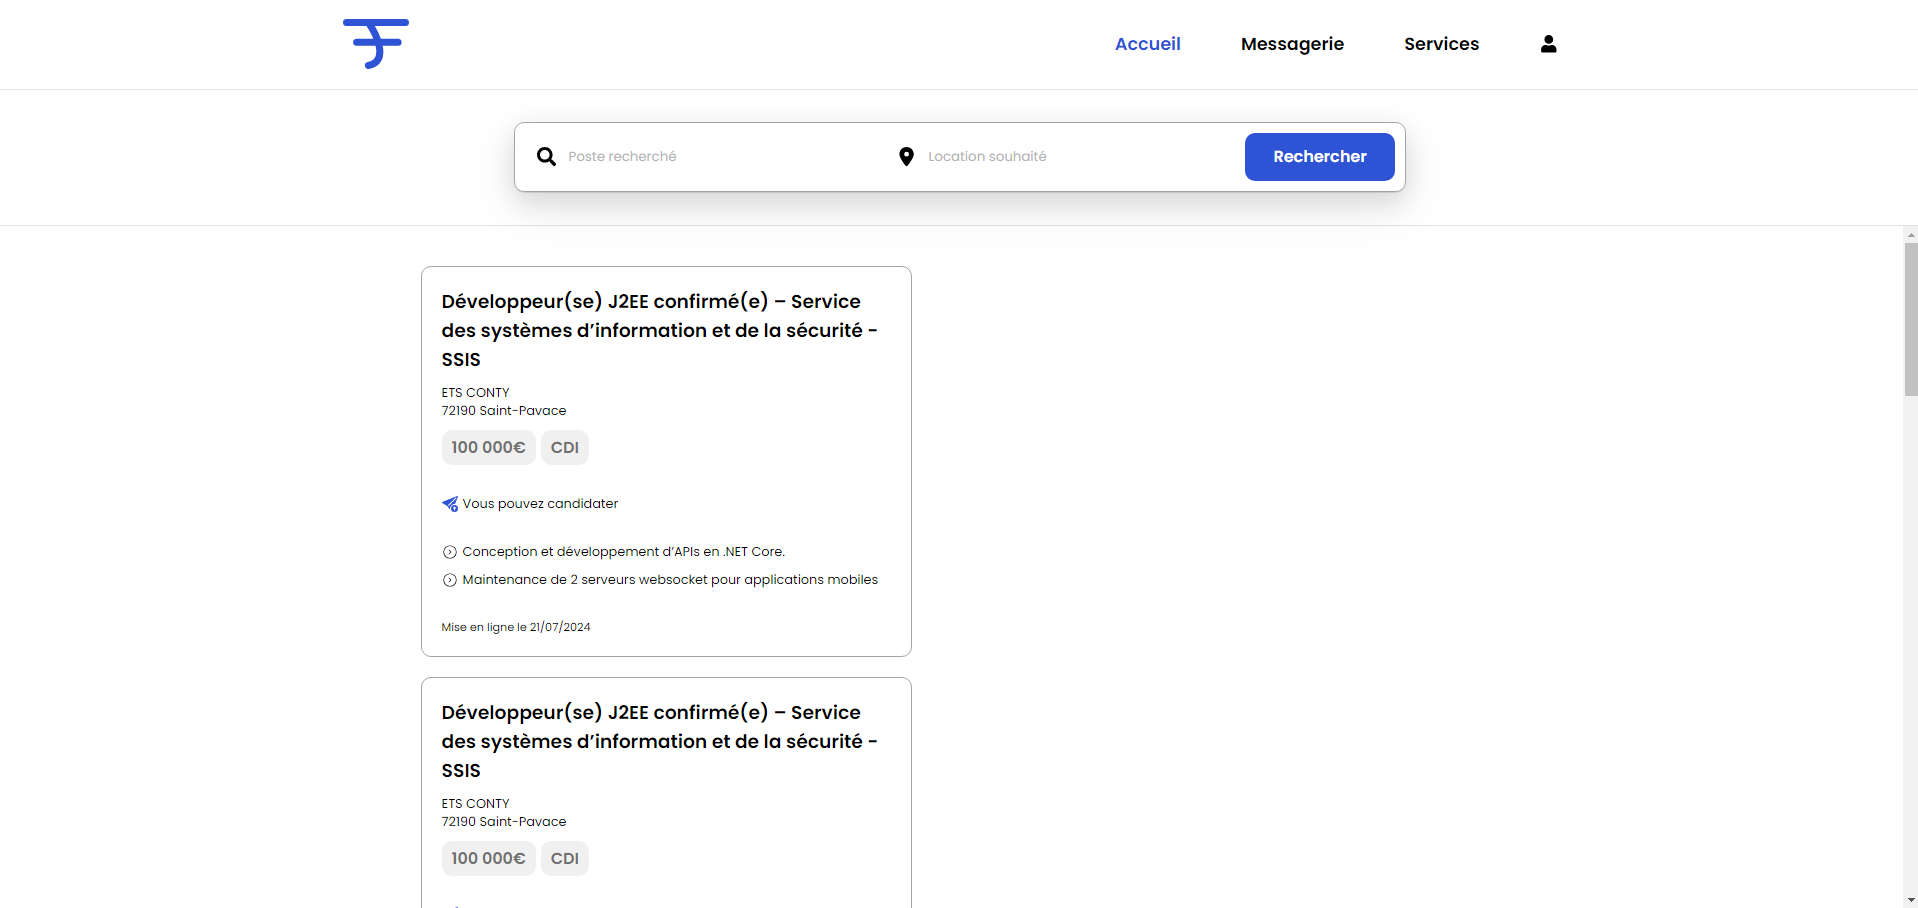 Accueil
Messagerie
Services
Poste recherché
Location souhaité
Rechercher
Développeur(se) J2EE confirmé(e) – Service
des systèmes d’information et de la sécurité -
SSIS
ETS CONTY
72190 Saint-Pavace
100 000€
CDI
Vous pouvez candidater
Conception et développement d’APIs en .NET Core.
Maintenance de 2 serveurs websocket pour applications mobiles
Mise en ligne le 21/07/2024
Développeur(se) J2EE confirmé(e) – Service
des systèmes d’information et de la sécurité -
SSIS
ETS CONTY
72190 Saint-Pavace
100 000€
CDI